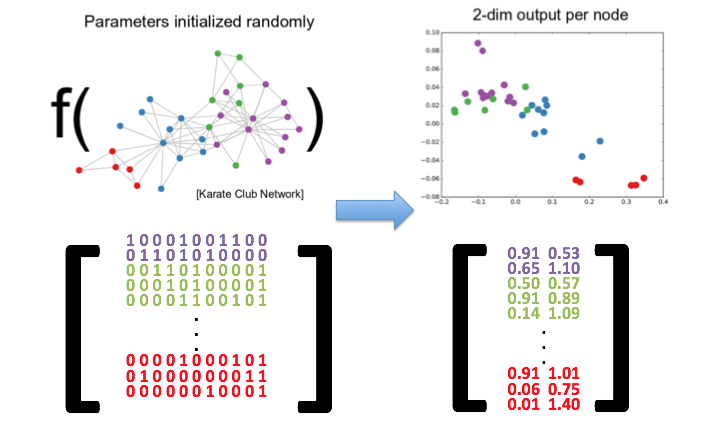 Parameters initialized randomly
f( )
[Karate Club Network]
2-dim output per node
0.10
0.08
0.06
0.04
0.02
0.00
−0.02
−0.04
−0.06
−0.08
−0.2 −0.1 0.0 0.1 0.2 0.3 0.4
1 0 0 0 1 0 0 1 1 0 0
0 1 1 0 1 0 1 0 0 0 0
0 0 1 1 0 1 0 0 0 0 1
0 0 0 1 0 1 0 0 0 0 1
0 0 0 0 1 1 0 0 1 0 1
.
.
.
0 0 0 0 1 0 0 0 1 0 1
0 1 0 0 0 0 0 0 0 1 1
0 0 0 0 0 0 1 0 0 0 1
0.91 0.53
0.65 1.10
0.50 0.57
0.91 0.89
0.14 1.09
.
.
.
0.91 1.01
0.06 0.75
0.01 1.40